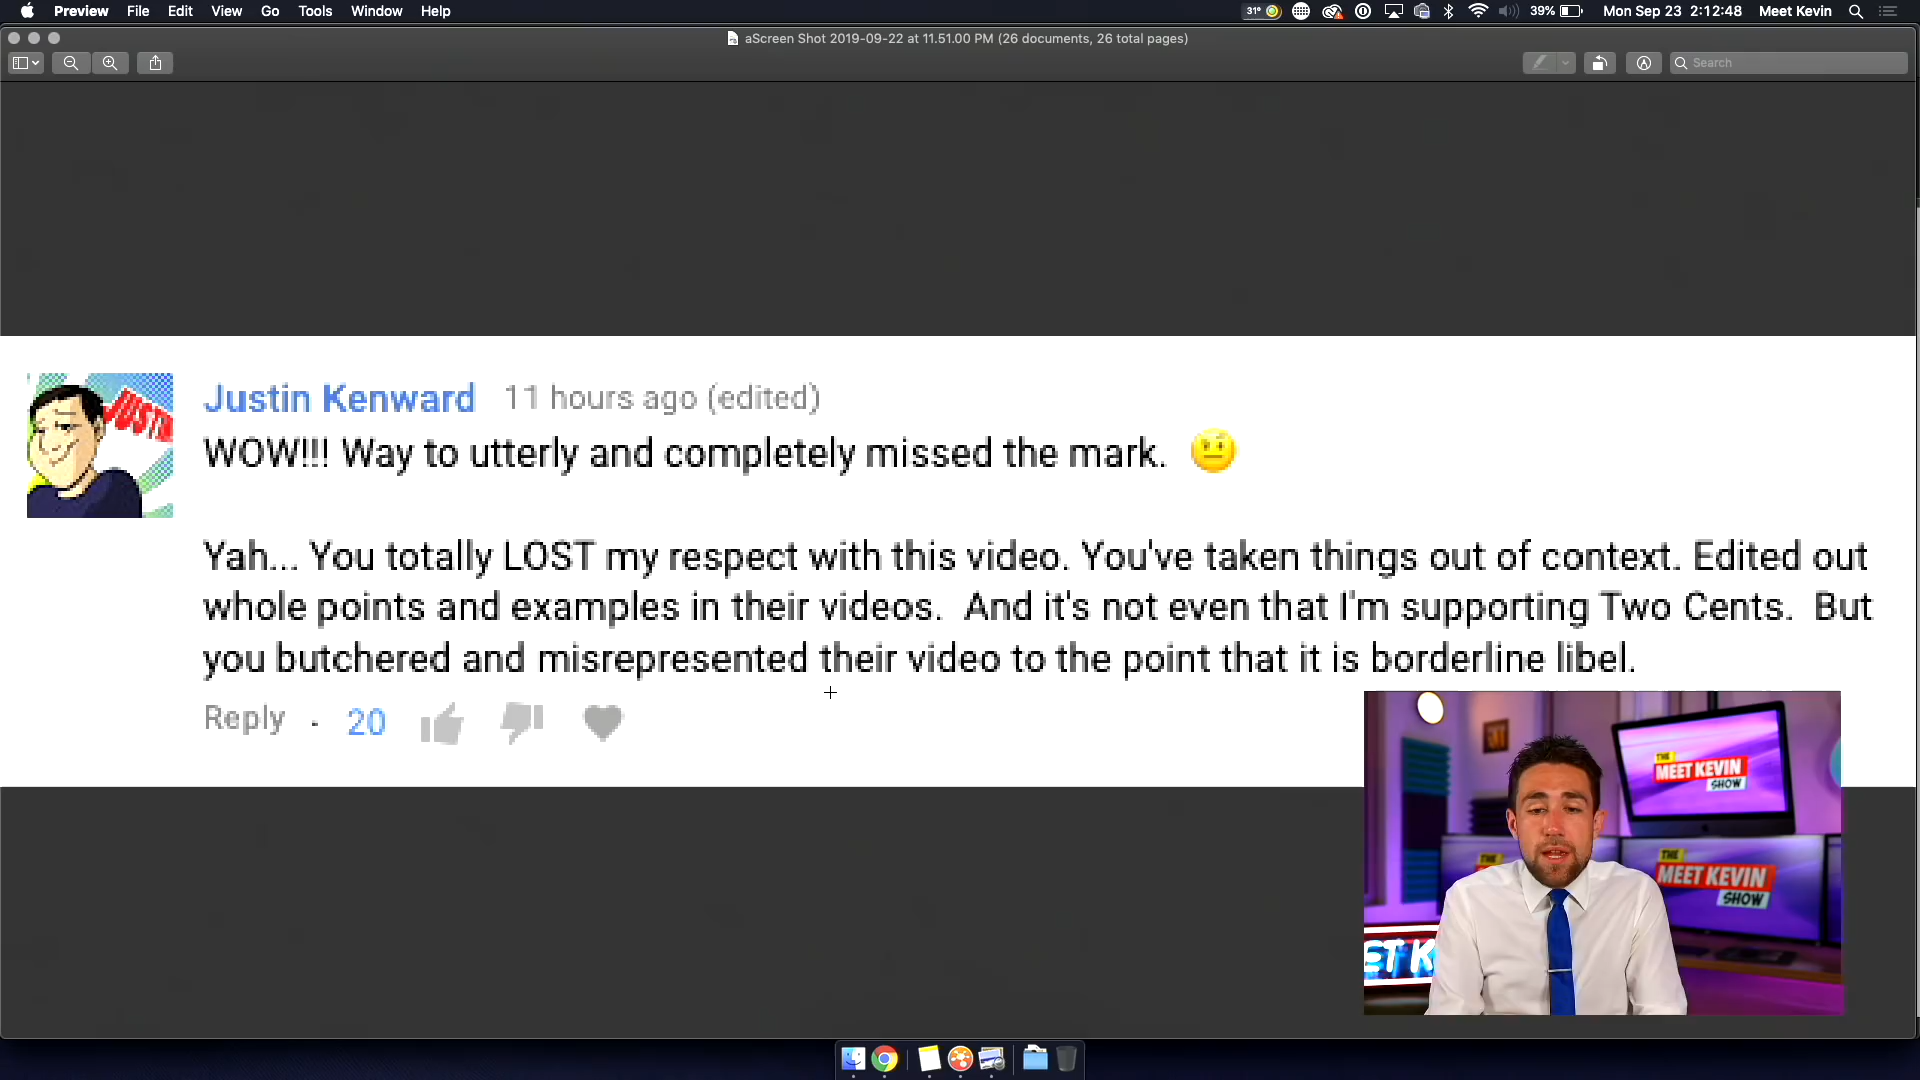 Preview File Edit View Go Tools Window Help 31° 39% Mon Sep 23 2:12:48 Meet Kevin
aScreen Shot 2019-09-22 at 11.51.00 PM (26 documents, 26 total pages)
Search
Justin Kenward 11 hours ago (edited)
WOW!!! Way to utterly and completely missed the mark.
Yah... You totally LOST my respect with this video. You've taken things out of context. Edited out
whole points and examples in their videos. And it's not even that I'm supporting Two Cents. But
you butchered and misrepresented their video to the point that it is borderline libel.
Reply · 20
THE
MEET KEVIN
SHOW
THE
THE
MEET KEVIN
SHOW
ET K